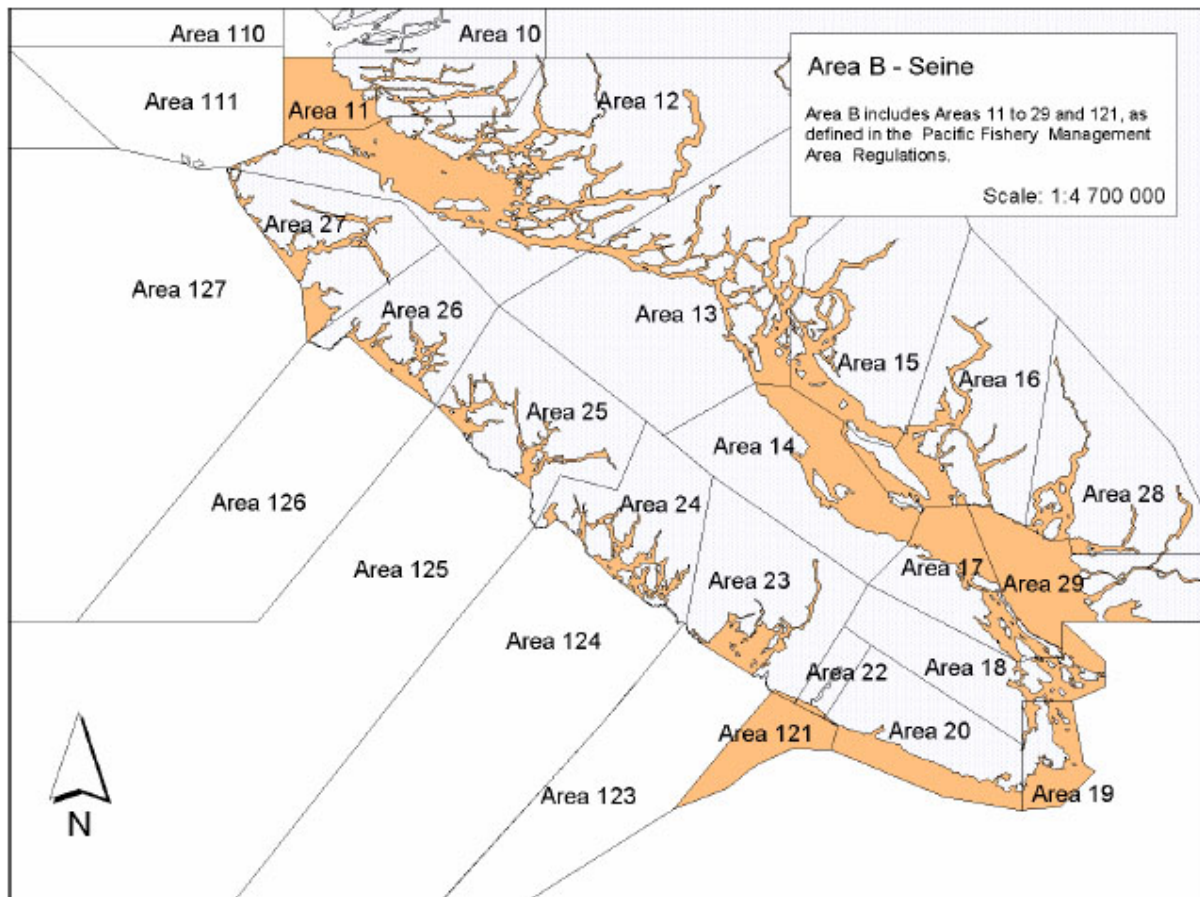 Area 110
Area 10
Area B - Seine
Area 111
Area 11
Area 12
Area B includes Areas 11 to 29 and 121, as
defined in the Pacific Fishery Management
Area Regulations.
Scale: 1:4 700 000
Area 27
Area 127
Area 26
Area 13
Area 15
Area 16
Area 25
Area 14
Area 126
Area 24
Area 28
Area 125
Area 23
Area 17
Area 29
Area 124
Area 22
Area 18
Area 121
Area 20
Area 123
Area 19
N